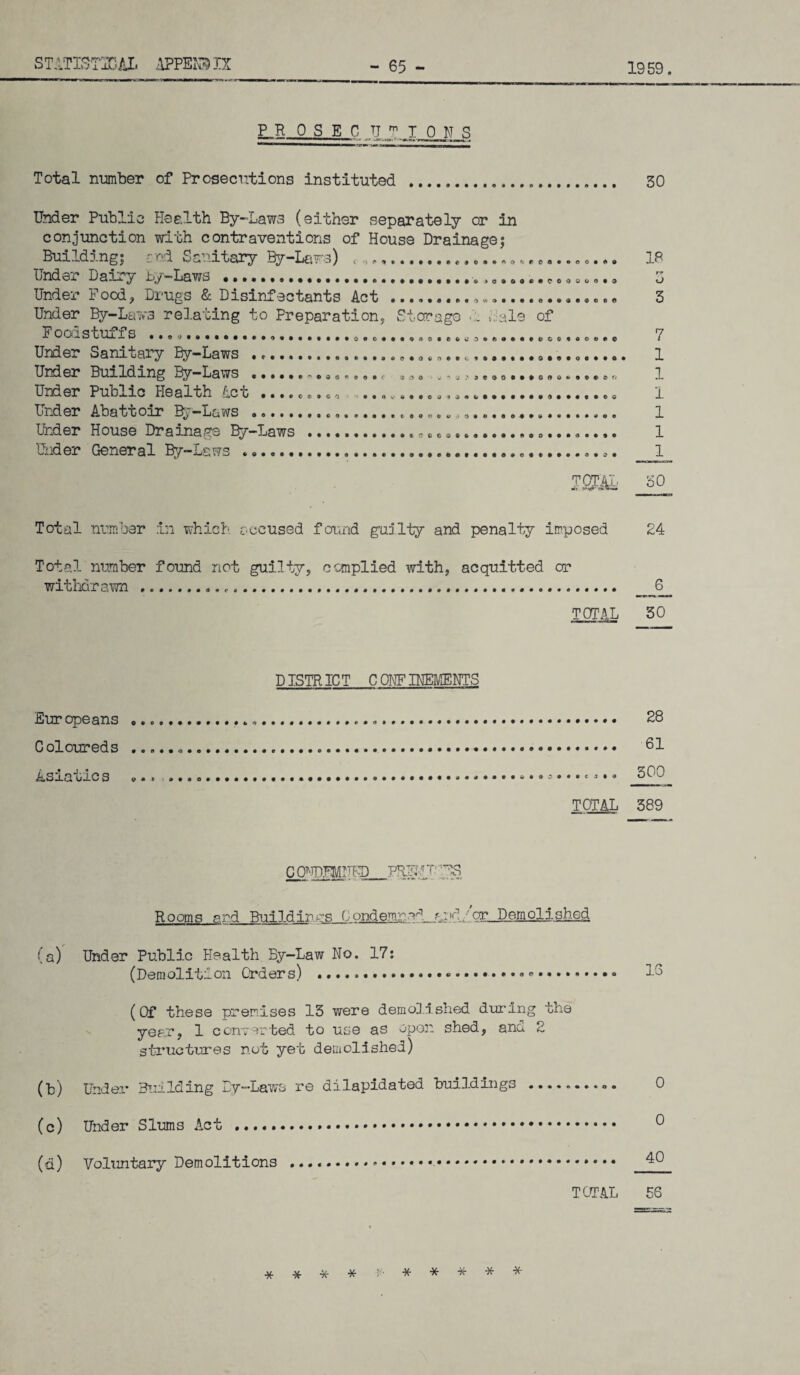 STATISTICAL APPENDIX
- 65 -
1959.
PROSECUTIONS
Total number of Prosecutions instituted .................... 30
Under Public Health By-Laws (either separately or in
conjunction with contraventions of House Drainage;
Building; and Sanitary By-Laws) .................... 18
Under Dairy By-Laws .................... 3
Under Food, Drugs & Disinfectants Act .................... 3
Under By-Laws relating to Preparation, Storage & Sale of
Foodstuffs .................... 7
Under Sanitary By-Laws .................... 1
Under Building By-Laws .................... 1
Under Public Health Act .................... 1
Under Abattoir By-Laws .................... 1
Under House Drainage By-Laws .................... 1
Under General By-Laws .................... 1
TOTAL 30
Total number in which accused found guilty and penalty imposed 24
Total number found not guilty, complied with, acquitted or
withdrawn .................... 6
TOTAL 30
DISTRICT CONFINEMENTS
Europeans .................... 28
Coloureds .................... 61
Asiatics .................... 300
TOTAL 389
CONDEMNED PREMISES
Rooms and Buildings Condemned and/or Demolished
(a) Under Public Health By-Law No. 17:
(Demolition Orders) .................... 16
(Of these premises 13 were demolished during the
year, 1 converted to use as open shed, and 2
structures not yet demolished)
(b) Under Building By-Laws re dilapidated buildings .......... 0
(c) Under Slums Act .................... 0
(d) Voluntary Demolitions .................... 40
TOTAL 56
* * * * * * * * * *